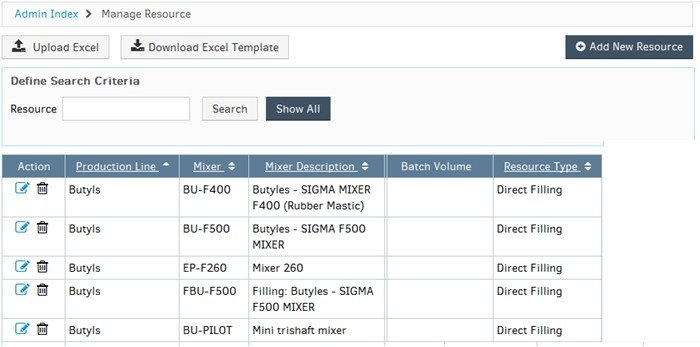 Admin Index > Manage Resource
Upload Excel Download Excel Template Add New Resource
Define Search Criteria
Resource Search Show All
Action Production Line Mixer Mixer Description Batch Volume Resource Type
Butyls BU-F400 Butyles - SIGMA MIXER Direct Filling
F400 (Rubber Mastic)
Butyls BU-F500 Butyles - SIGMA F500 Direct Filling
MIXER
Butyls EP-F260 Mixer 260 Direct Filling
Butyls FBU-F500 Filling: Butyles - SIGMA Direct Filling
F500 MIXER
Butyls BU-PILOT Mini trishaft mixer Direct Filling